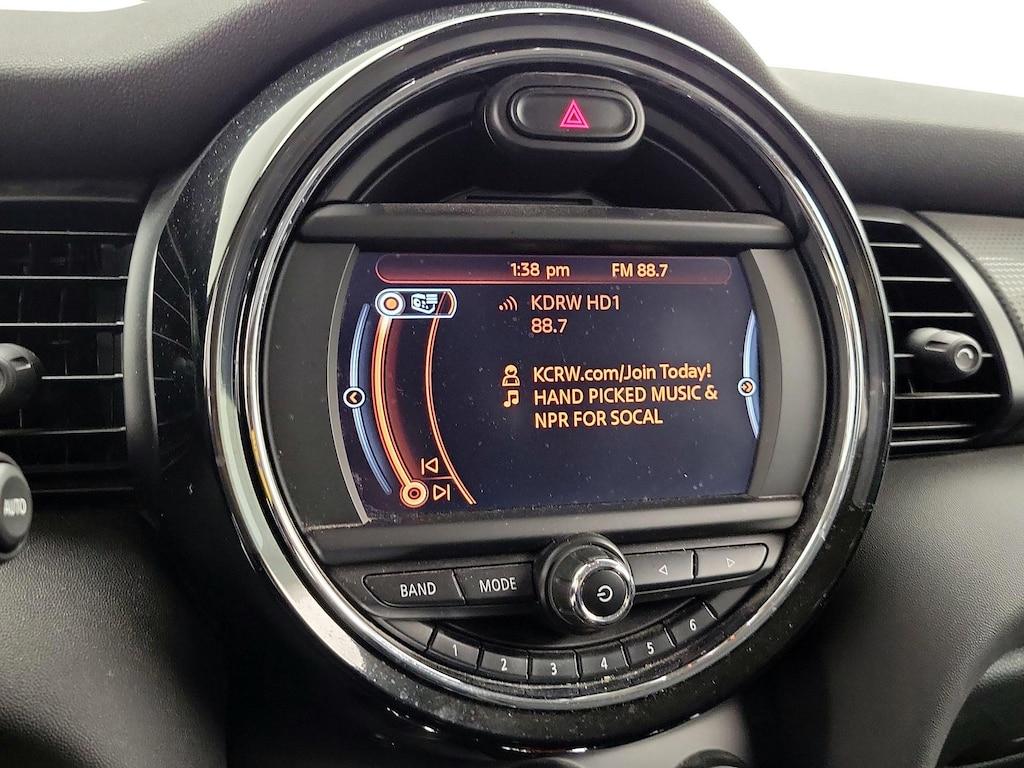 1:38 pm FM 88.7
KDRW HD1
88.7
KCRW.com/Join Today!
HAND PICKED MUSIC &
NPR FOR SOCAL
AUTO
BAND MODE
1 2 3 4 5 6